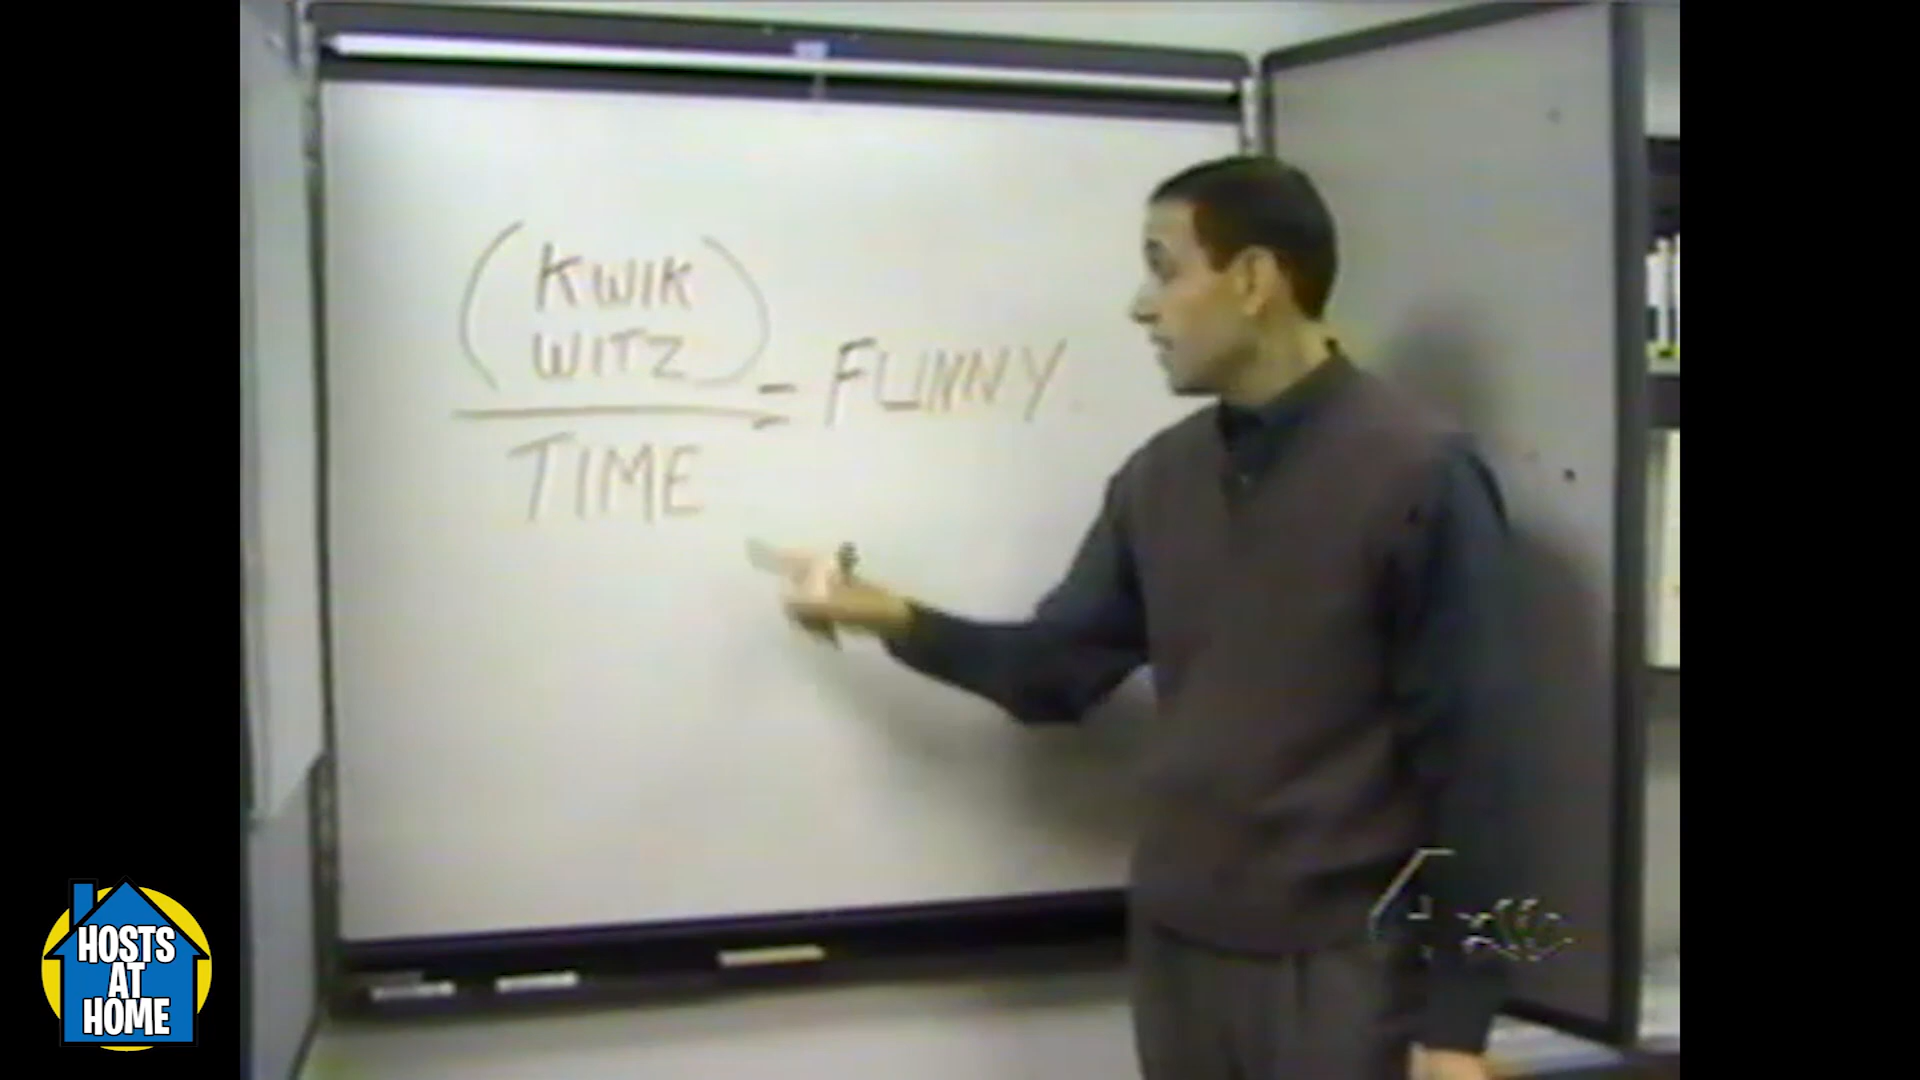 (KWIK
WITZ)
TIME
= FUNNY.
HOSTS
AT
HOME